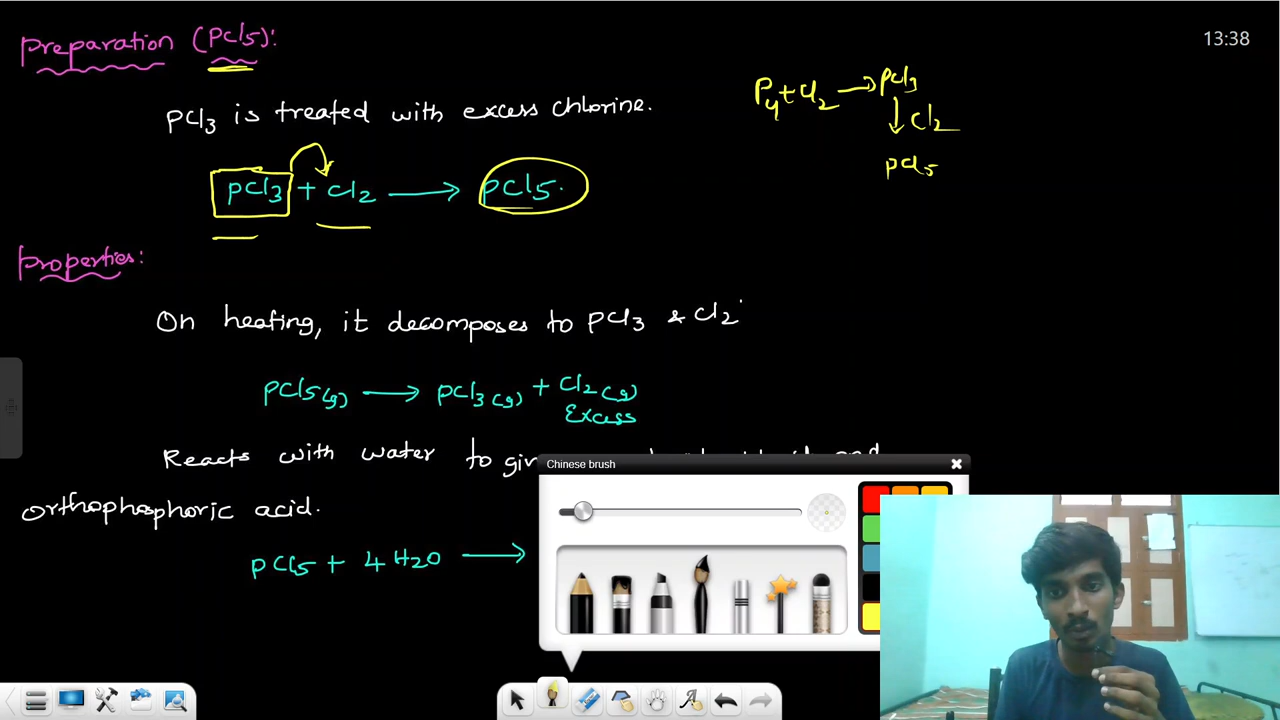 Preparation (PCl5):
13:38
P4+Cl2 → PCl3
↓ Cl2
PCl5
PCl3 is treated with excess chlorine.
PCl3 + Cl2 → PCl5.
Properties:
On heating, it decomposes to PCl3 & Cl2
PCl5(g) → PCl3(g) + Cl2(g)
Excess
Reacts with water to and
Chinese brush
Orthophosphoric acid.
PCl5 + 4 H2O →